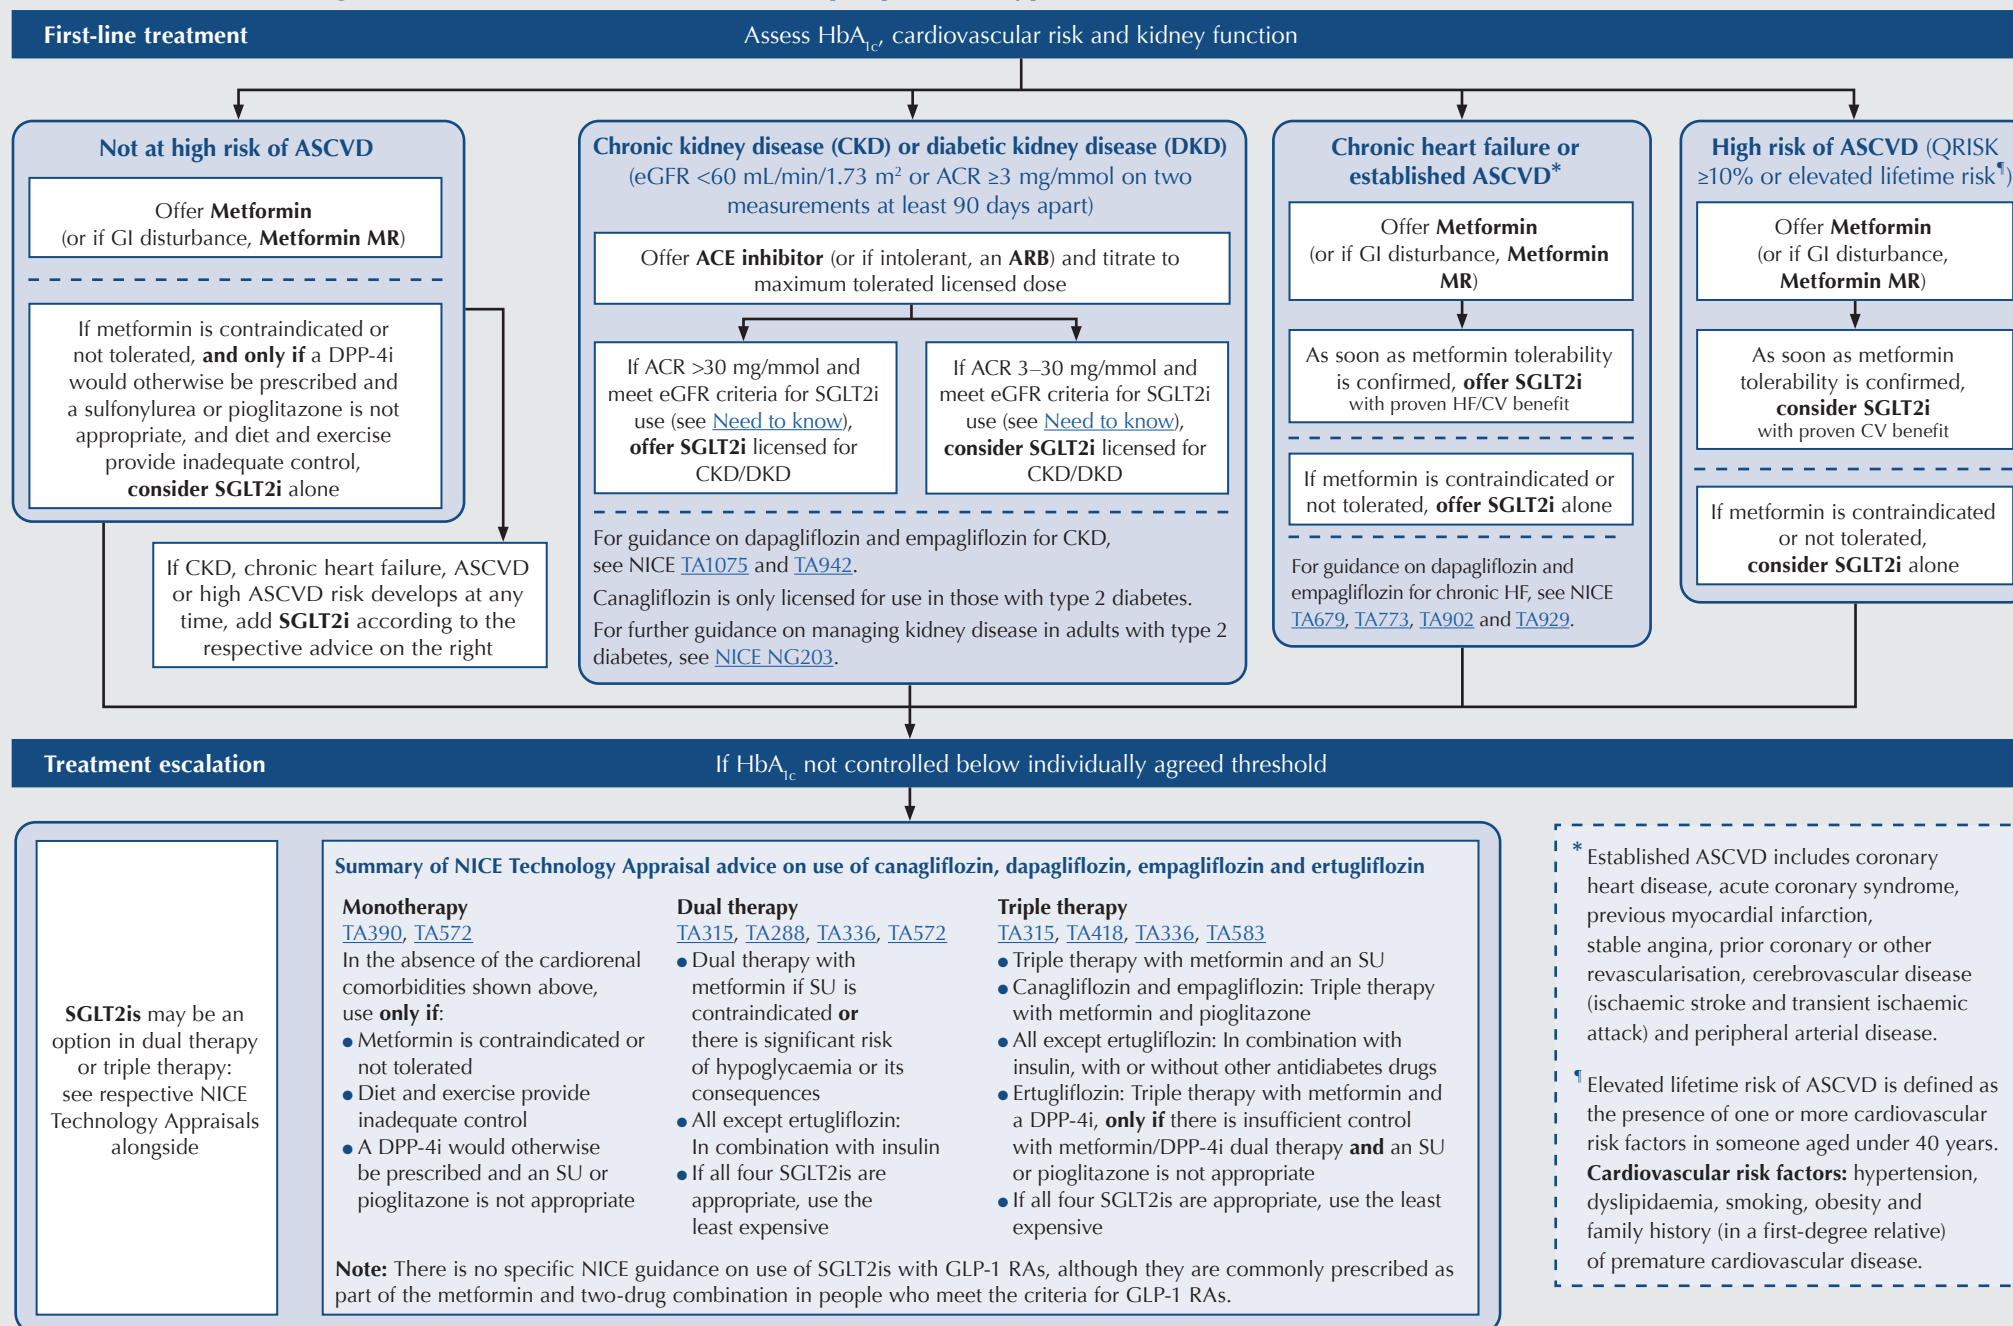 First-line treatment
Assess HbA1c, cardiovascular risk and kidney function
Not at high risk of ASCVD
Offer Metformin
(or if GI disturbance, Metformin MR)
If metformin is contraindicated or
not tolerated, and only if a DPP-4i
would otherwise be prescribed and
a sulfonylurea or pioglitazone is not
appropriate, and diet and exercise
provide inadequate control,
consider SGLT2i alone
If CKD, chronic heart failure, ASCVD
or high ASCVD risk develops at any
time, add SGLT2i according to the
respective advice on the right
Chronic kidney disease (CKD) or diabetic kidney disease (DKD)
(eGFR <60 mL/min/1.73 m² or ACR ≥3 mg/mmol on two
measurements at least 90 days apart)
Offer ACE inhibitor (or if intolerant, an ARB) and titrate to
maximum tolerated licensed dose
If ACR >30 mg/mmol and
meet eGFR criteria for SGLT2i
use (see Need to know),
offer SGLT2i licensed for
CKD/DKD
If ACR 3–30 mg/mmol and
meet eGFR criteria for SGLT2i
use (see Need to know),
consider SGLT2i licensed for
CKD/DKD
For guidance on dapagliflozin and empagliflozin for CKD,
see NICE TA1075 and TA942.
Canagliflozin is only licensed for use in those with type 2 diabetes.
For further guidance on managing kidney disease in adults with type 2
diabetes, see NICE NG203.
Chronic heart failure or
established ASCVD*
Offer Metformin
(or if GI disturbance, Metformin
MR)
As soon as metformin tolerability
is confirmed, offer SGLT2i
with proven HF/CV benefit
If metformin is contraindicated or
not tolerated, offer SGLT2i alone
For guidance on dapagliflozin and
empagliflozin for chronic HF, see NICE
TA679, TA773, TA902 and TA929.
High risk of ASCVD (QRISK
≥10% or elevated lifetime risk¶)
Offer Metformin
(or if GI disturbance,
Metformin MR)
As soon as metformin
tolerability is confirmed,
consider SGLT2i
with proven CV benefit
If metformin is contraindicated
or not tolerated,
consider SGLT2i alone
Treatment escalation
If HbA1c not controlled below individually agreed threshold
SGLT2is may be an
option in dual therapy
or triple therapy:
see respective NICE
Technology Appraisals
alongside
Summary of NICE Technology Appraisal advice on use of canagliflozin, dapagliflozin, empagliflozin and ertugliflozin
Monotherapy
TA390, TA572
In the absence of the cardiorenal
comorbidities shown above,
use only if:
● Metformin is contraindicated or
not tolerated
● Diet and exercise provide
inadequate control
● A DPP-4i would otherwise
be prescribed and an SU or
pioglitazone is not appropriate
Dual therapy
TA315, TA288, TA336, TA572
● Dual therapy with
metformin if SU is
contraindicated or
there is significant risk
of hypoglycaemia or its
consequences
● All except ertugliflozin:
In combination with insulin
● If all four SGLT2is are
appropriate, use the
least expensive
Triple therapy
TA315, TA418, TA336, TA583
● Triple therapy with metformin and an SU
● Canagliflozin and empagliflozin: Triple therapy
with metformin and pioglitazone
● All except ertugliflozin: In combination with
insulin, with or without other antidiabetes drugs
● Ertugliflozin: Triple therapy with metformin and
a DPP-4i, only if there is insufficient control
with metformin/DPP-4i dual therapy and an SU
or pioglitazone is not appropriate
● If all four SGLT2is are appropriate, use the least
expensive
Note: There is no specific NICE guidance on use of SGLT2is with GLP-1 RAs, although they are commonly prescribed as
part of the metformin and two-drug combination in people who meet the criteria for GLP-1 RAs.
* Established ASCVD includes coronary
heart disease, acute coronary syndrome,
previous myocardial infarction,
stable angina, prior coronary or other
revascularisation, cerebrovascular disease
(ischaemic stroke and transient ischaemic
attack) and peripheral arterial disease.
¶ Elevated lifetime risk of ASCVD is defined as
the presence of one or more cardiovascular
risk factors in someone aged under 40 years.
Cardiovascular risk factors: hypertension,
dyslipidaemia, smoking, obesity and
family history (in a first-degree relative)
of premature cardiovascular disease.